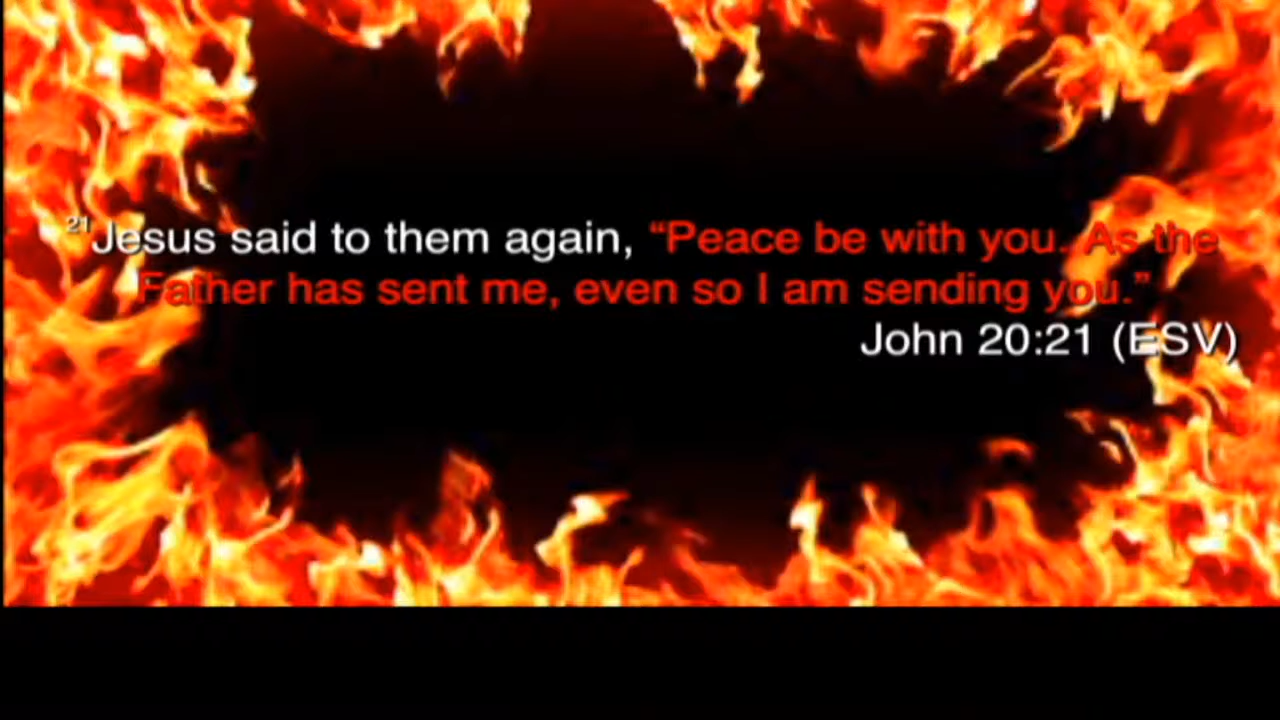 21Jesus said to them again, “Peace be with you. As the
Father has sent me, even so I am sending you.”
John 20:21 (ESV)